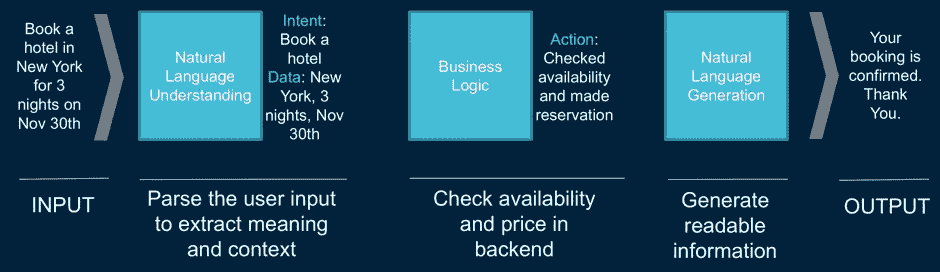 Book a
hotel in
New York
for 3
nights on
Nov 30th
Natural
Language
Understanding
Intent:
Book a
hotel
Data: New
York, 3
nights, Nov
30th
Business
Logic
Action:
Checked
availability
and made
reservation
Natural
Language
Generation
Your
booking is
confirmed.
Thank
You.
INPUT
Parse the user input
to extract meaning
and context
Check availability
and price in
backend
Generate
readable
information
OUTPUT